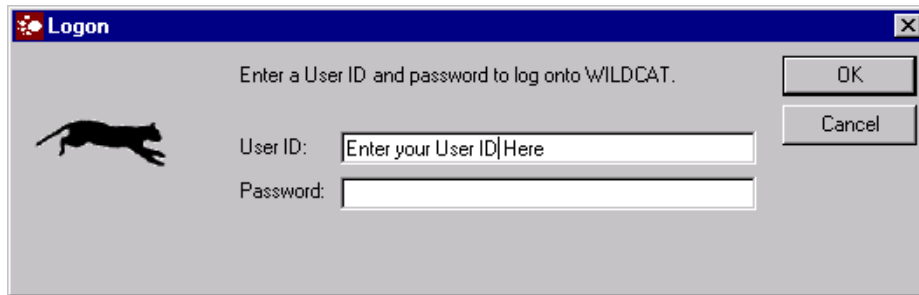 Logon
Enter a User ID and password to log onto WILDCAT.
OK
Cancel
User ID: Enter your User ID Here
Password: